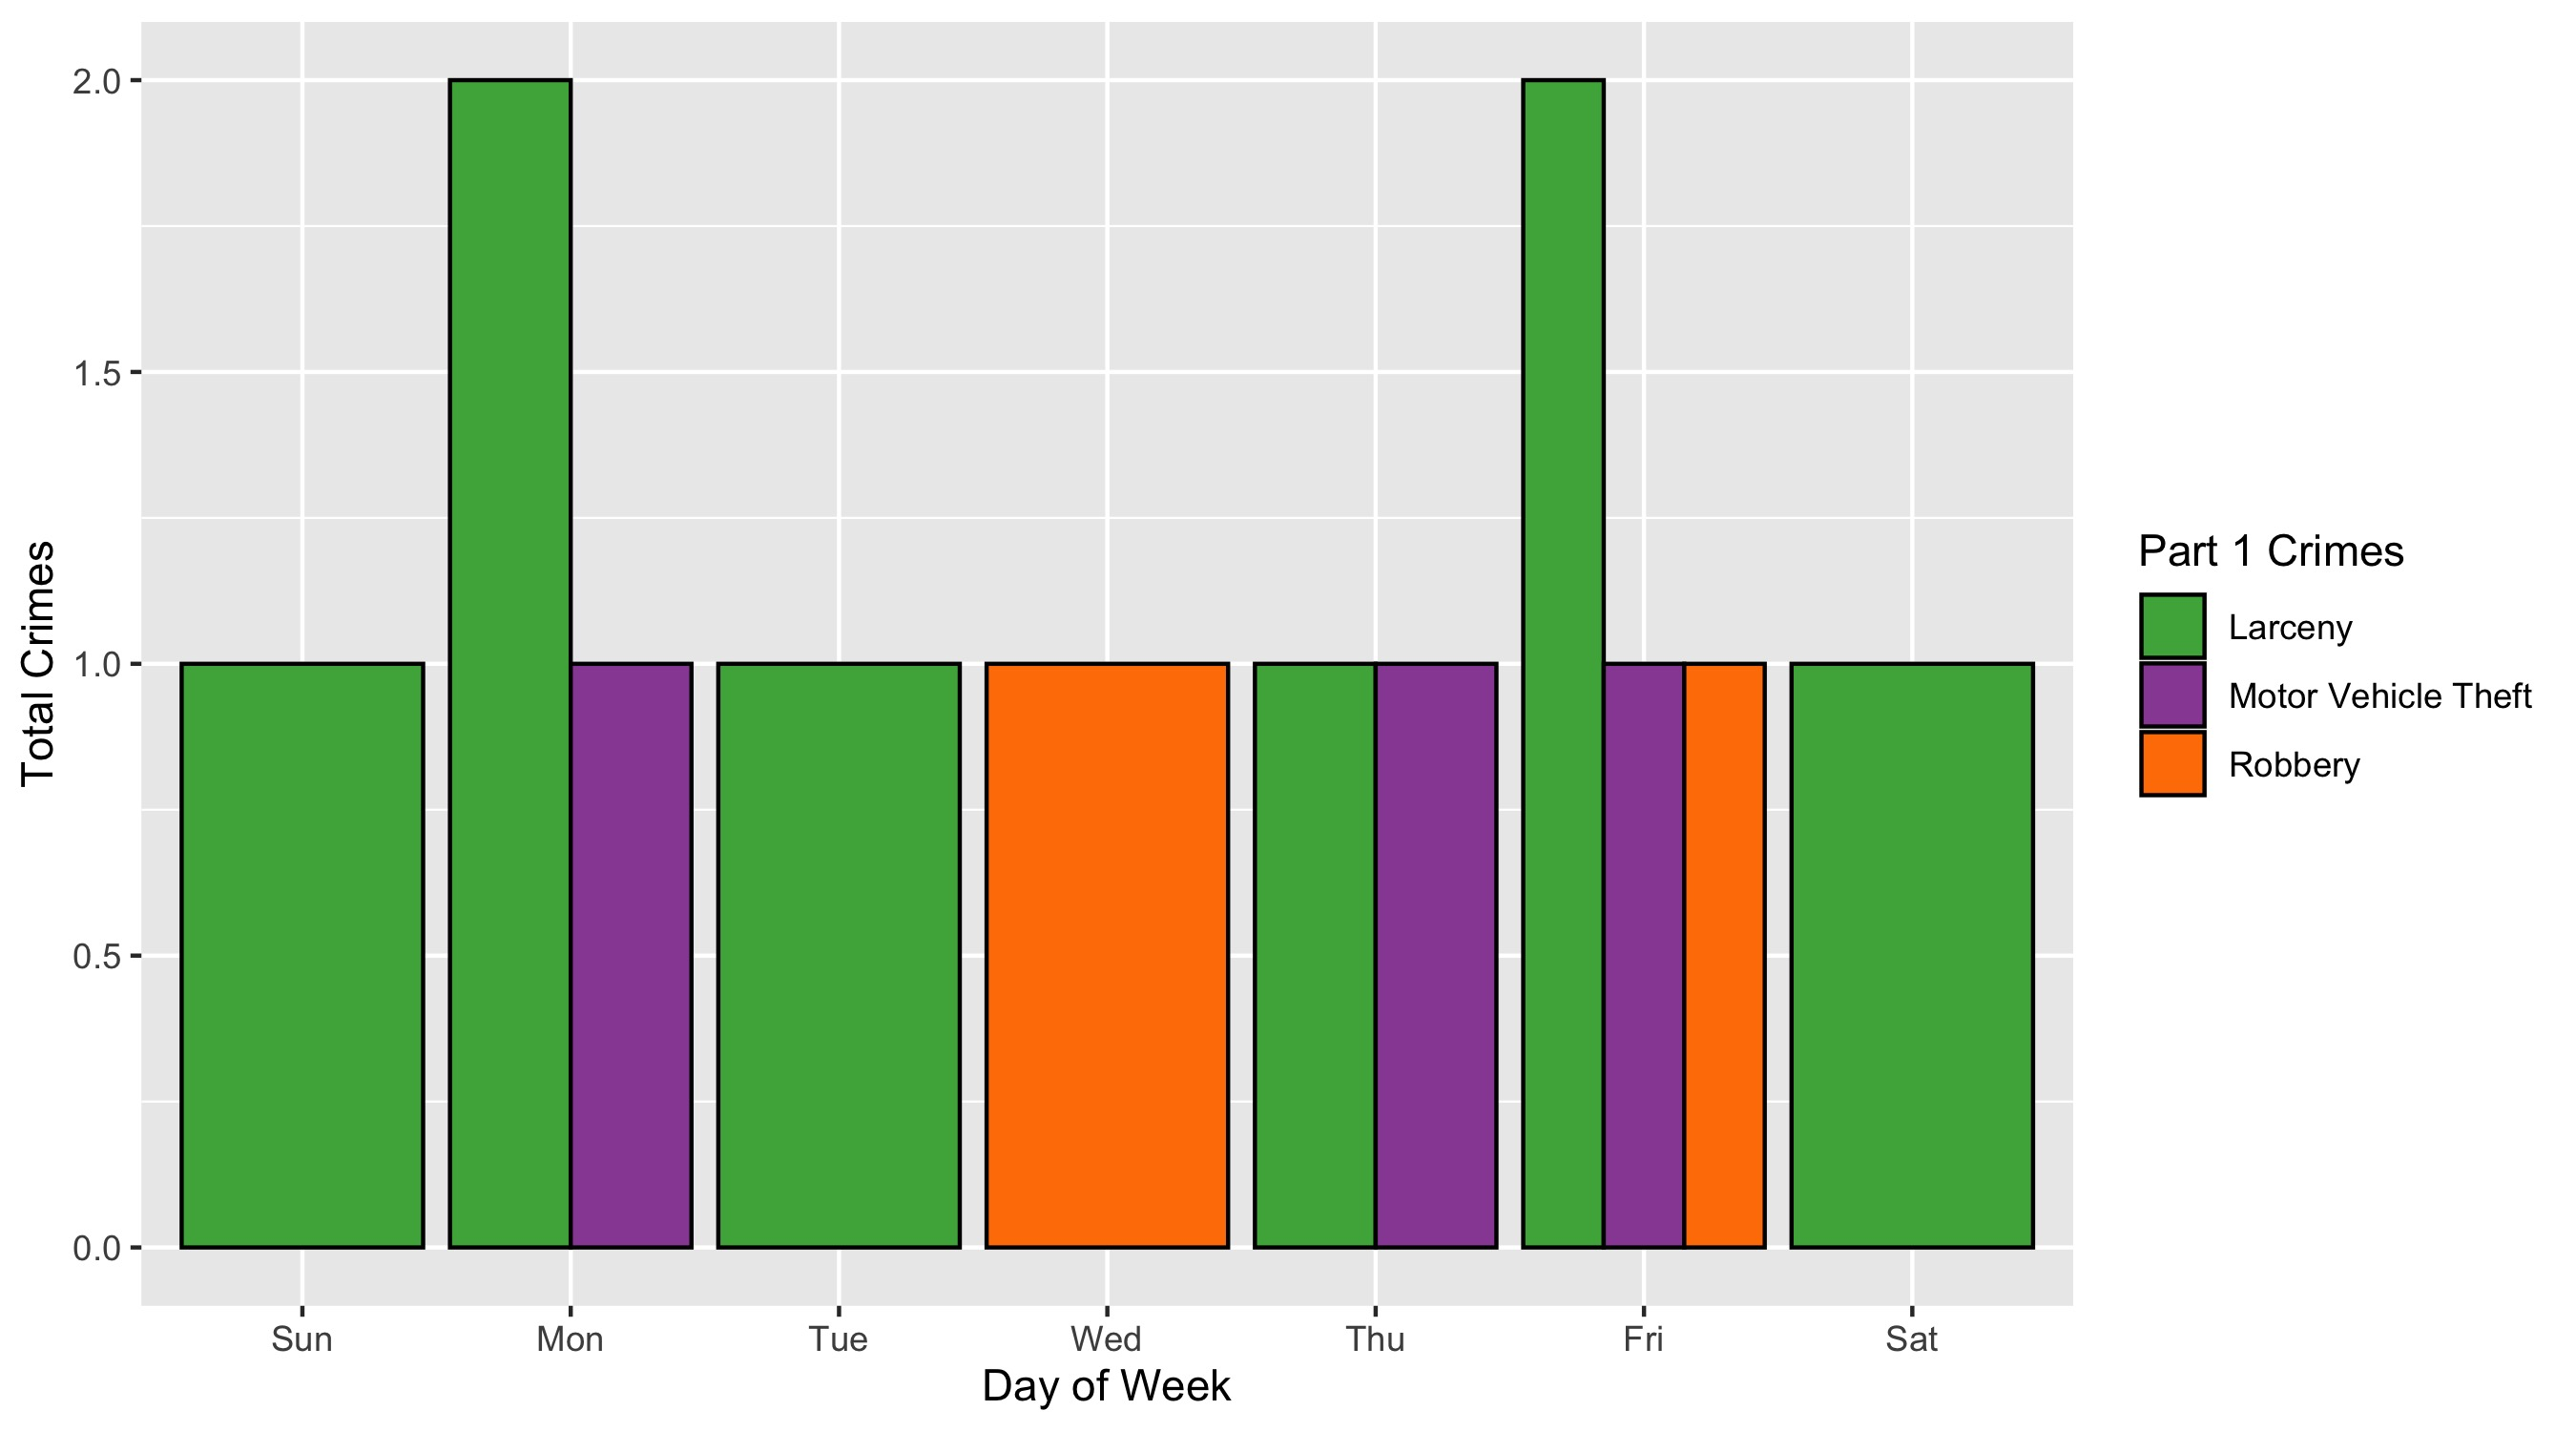 2.0
1.5
1.0
0.5
0.0
Total Crimes
Sun Mon Tue Wed Thu Fri Sat
Day of Week
Part 1 Crimes
Larceny
Motor Vehicle Theft
Robbery